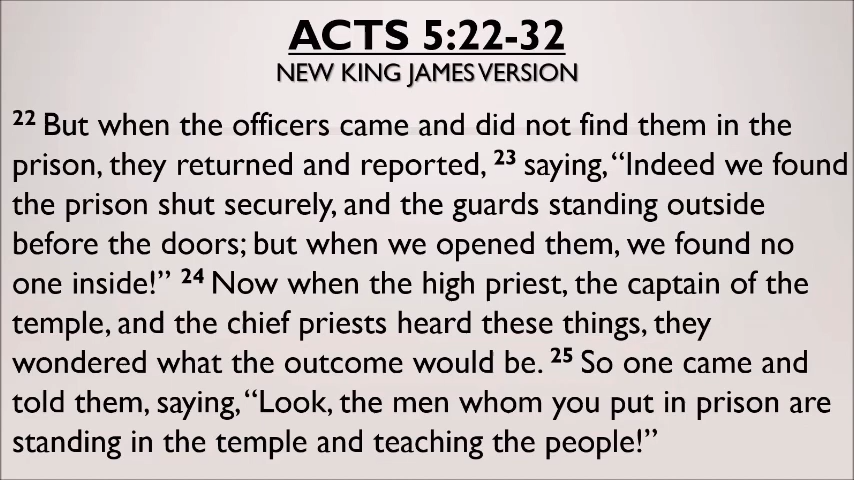 ACTS 5:22-32
NEW KING JAMES VERSION
22 But when the officers came and did not find them in the
prison, they returned and reported, 23 saying, “Indeed we found
the prison shut securely, and the guards standing outside
before the doors; but when we opened them, we found no
one inside!” 24 Now when the high priest, the captain of the
temple, and the chief priests heard these things, they
wondered what the outcome would be. 25 So one came and
told them, saying, “Look, the men whom you put in prison are
standing in the temple and teaching the people!”